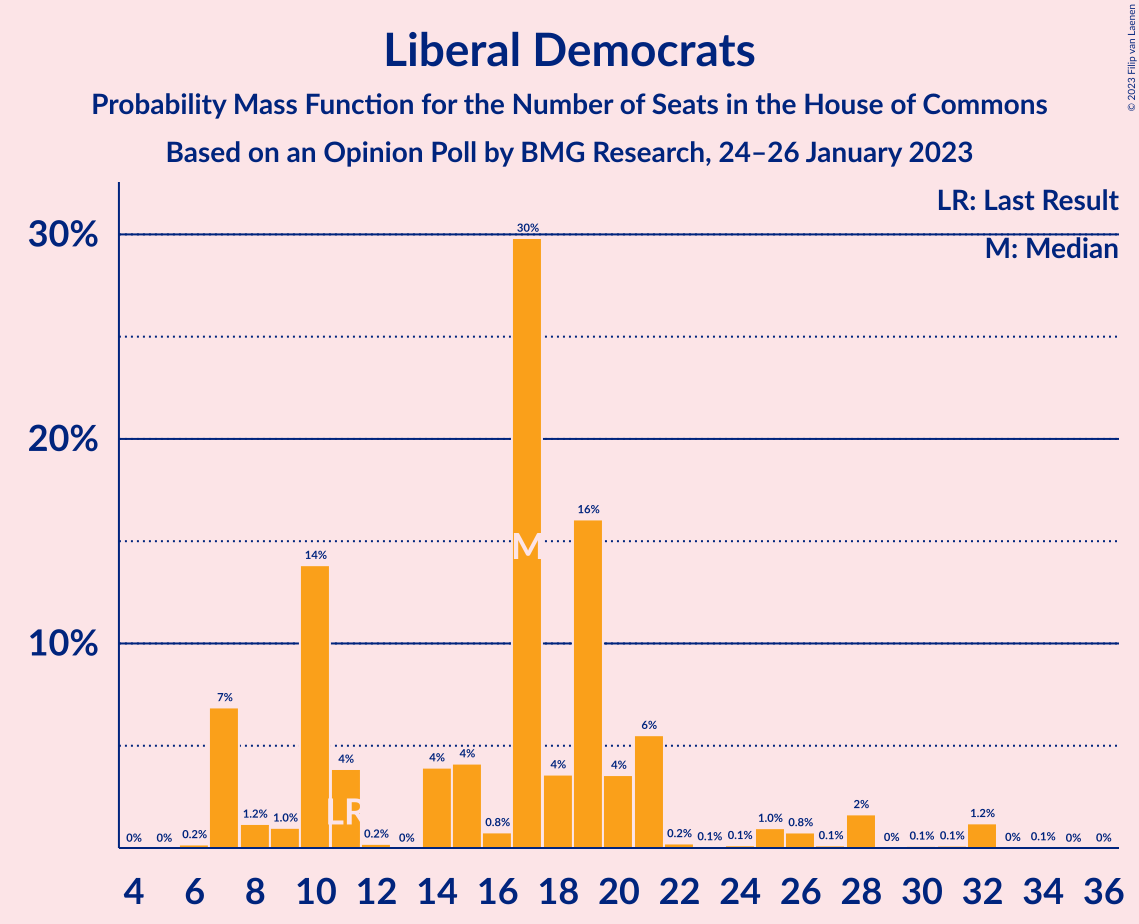 © 2023 Filip van Laenen
Liberal Democrats
Probability Mass Function for the Number of Seats in the House of Commons
Based on an Opinion Poll by BMG Research, 24–26 January 2023
LR: Last Result
M: Median
30%
20%
10%
0% 0% 0.2% 7% 1.2% 1.0% 14% 4% 0.2% 0% 4% 4% 0.8% 30% 4% 16% 4% 6% 0.2% 0.1% 0.1% 1.0% 0.8% 0.1% 2% 0% 0.1% 0.1% 1.2% 0% 0.1% 0% 0%
M
LR
4 6 8 10 12 14 16 18 20 22 24 26 28 30 32 34 36